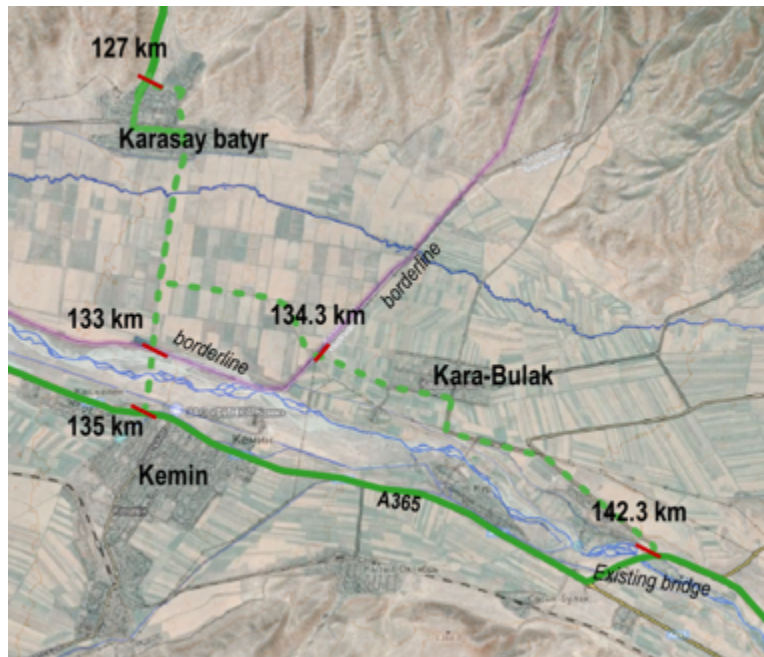 127 km
Karasay batyr
borderline
134.3 km
133 km
borderline
Kara-Bulak
135 km
Кемин
Kemin
A365
142.3 km
Existing bridge